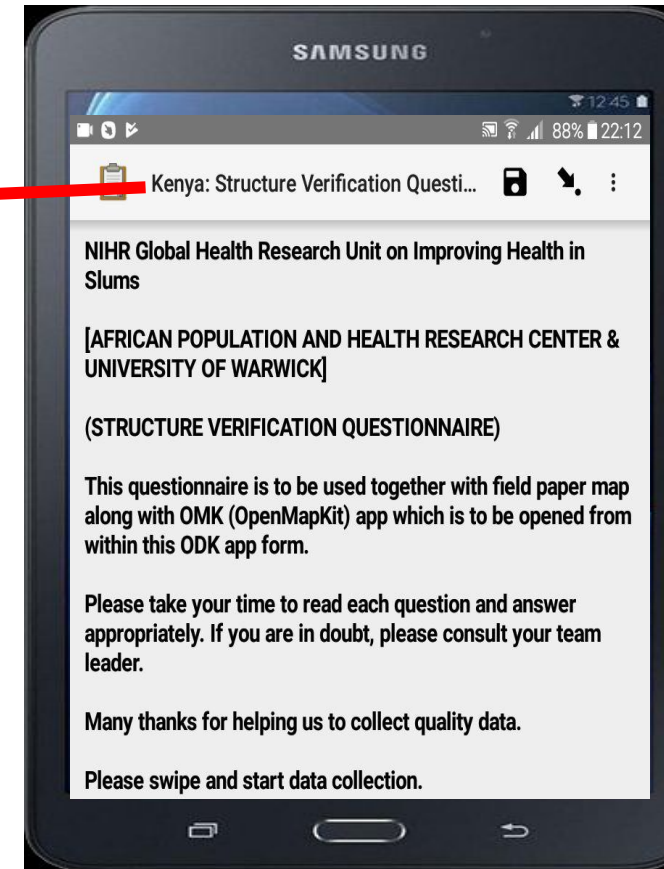 SAMSUNG
12:45
88% 22:12
Kenya: Structure Verification Questi...
NIHR Global Health Research Unit on Improving Health in
Slums
[AFRICAN POPULATION AND HEALTH RESEARCH CENTER &
UNIVERSITY OF WARWICK]
(STRUCTURE VERIFICATION QUESTIONNAIRE)
This questionnaire is to be used together with field paper map
along with OMK (OpenMapKit) app which is to be opened from
within this ODK app form.
Please take your time to read each question and answer
appropriately. If you are in doubt, please consult your team
leader.
Many thanks for helping us to collect quality data.
Please swipe and start data collection.